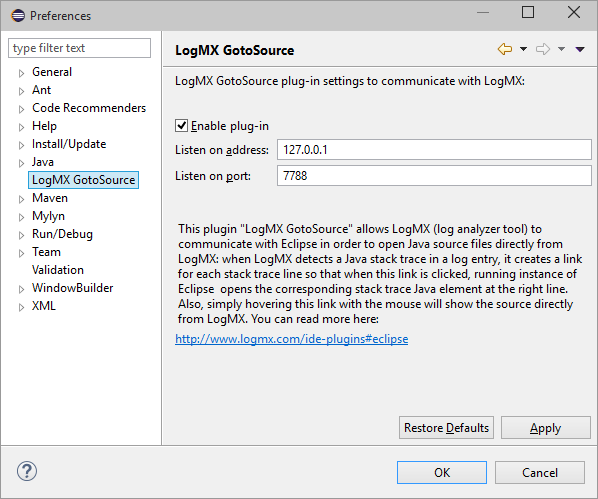 Preferences
type filter text
General
Ant
Code Recommenders
Help
Install/Update
Java
LogMX GotoSource
Maven
Mylyn
Run/Debug
Team
Validation
WindowBuilder
XML
LogMX GotoSource
LogMX GotoSource plug-in settings to communicate with LogMX:
Enable plug-in
Listen on address: 127.0.0.1
Listen on port: 7788
This plugin "LogMX GotoSource" allows LogMX (log analyzer tool) to
communicate with Eclipse in order to open Java source files directly from
LogMX: when LogMX detects a Java stack trace in a log entry, it creates a link
for each stack trace line so that when this link is clicked, running instance of
Eclipse  opens the corresponding stack trace Java element at the right line.
Also, simply hovering this link with the mouse will show the source directly
from LogMX. You can read more here:
http://www.logmx.com/ide-plugins#eclipse
Restore Defaults Apply
? OK Cancel